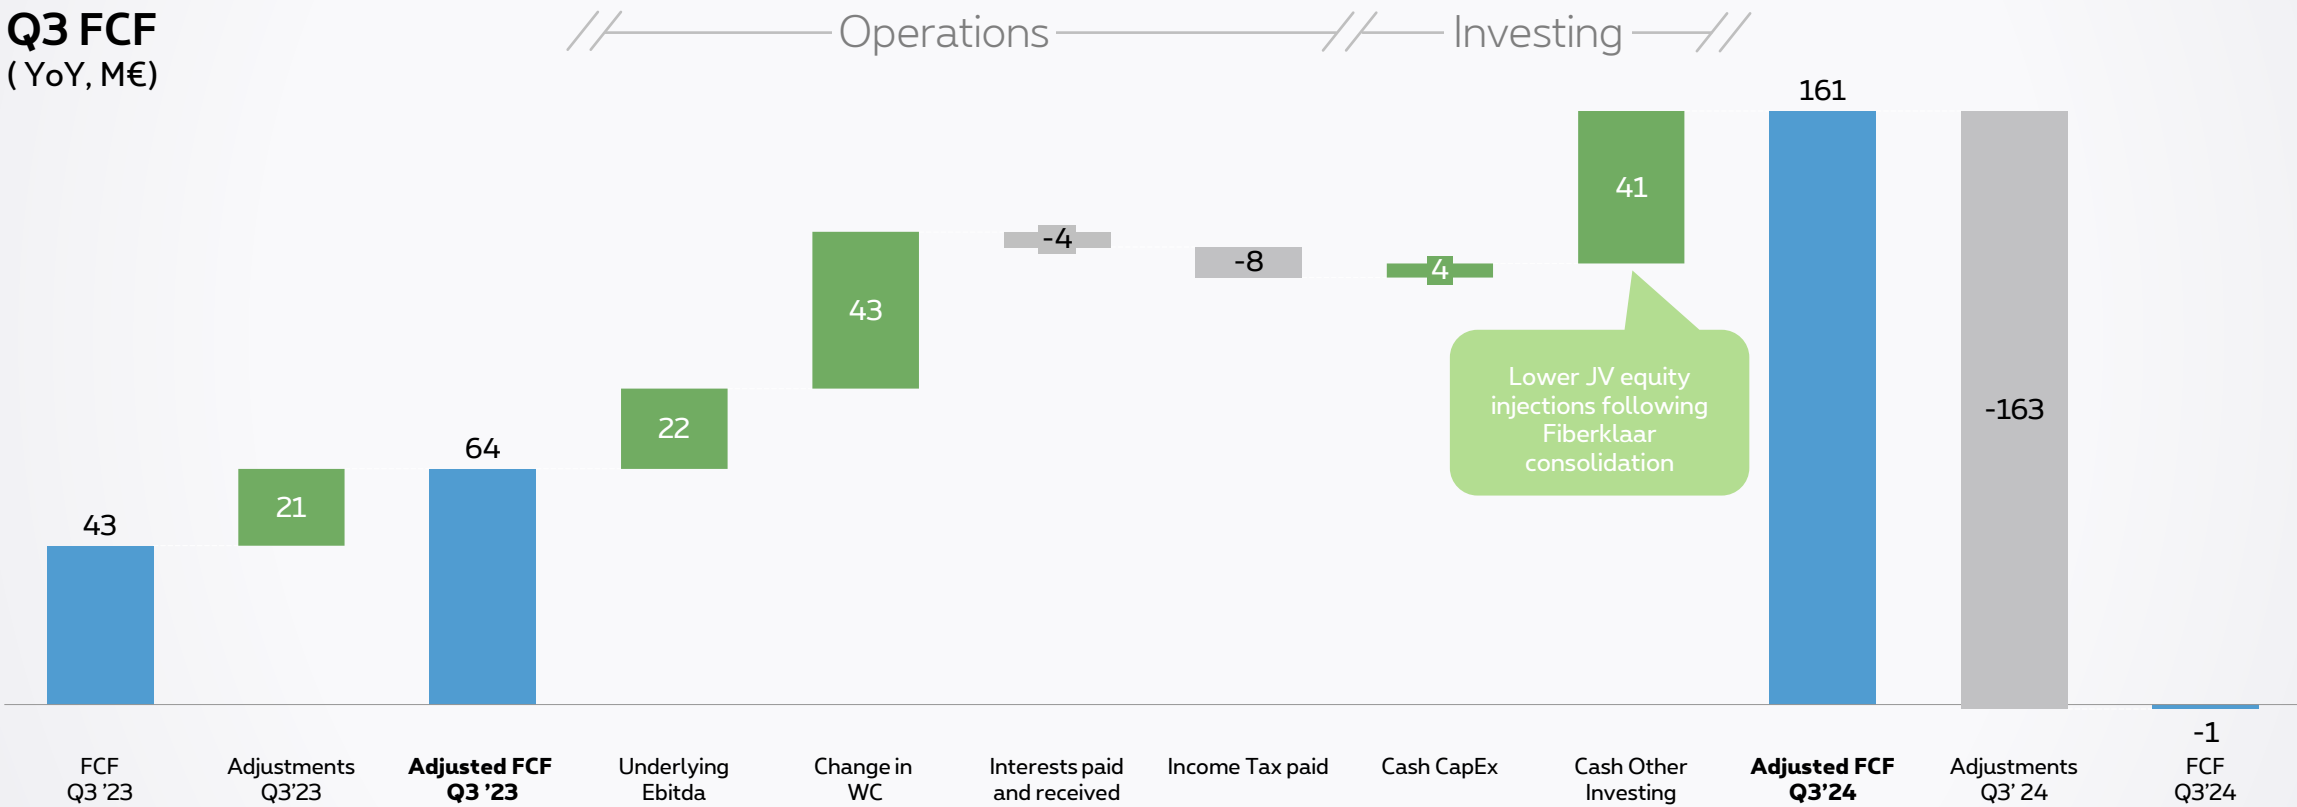 Q3 FCF
( YoY, M€)
Operations
Investing
43
21
64
22
43
-4
-8
4
41
161
-163
-1
Lower JV equity
injections following
Fiberklaar
consolidation
FCF
Q3 ’23
Adjustments
Q3’23
Adjusted FCF
Q3 ’23
Underlying
Ebitda
Change in
WC
Interests paid
and received
Income Tax paid
Cash CapEx
Cash Other
Investing
Adjusted FCF
Q3’24
Adjustments
Q3’ 24
FCF
Q3’24